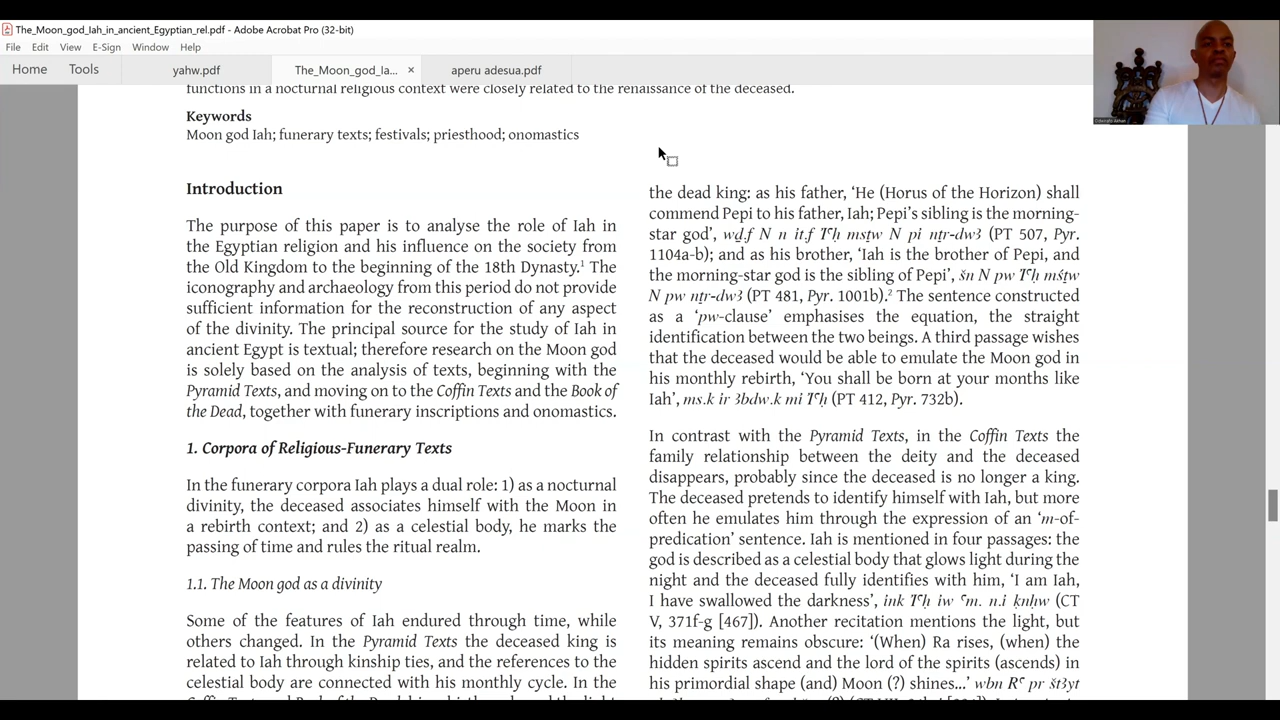 The_Moon_god_Iah_in_ancient_Egyptian_rel.pdf - Adobe Acrobat Pro (32-bit)
File Edit View E-Sign Window Help
Home Tools yahw.pdf The_Moon_god_Ia... × aperu adesua.pdf
functions in a nocturnal religious context were closely related to the renaissance of the deceased.
Keywords
Moon god Iah; funerary texts; festivals; priesthood; onomastics
Introduction
The purpose of this paper is to analyse the role of Iah in
the Egyptian religion and his influence on the society from
the Old Kingdom to the beginning of the 18th Dynasty.¹ The
iconography and archaeology from this period do not provide
sufficient information for the reconstruction of any aspect
of the divinity. The principal source for the study of Iah in
ancient Egypt is textual; therefore research on the Moon god
is solely based on the analysis of texts, beginning with the
Pyramid Texts, and moving on to the Coffin Texts and the Book of
the Dead, together with funerary inscriptions and onomastics.
1. Corpora of Religious-Funerary Texts
In the funerary corpora Iah plays a dual role: 1) as a nocturnal
divinity, the deceased associates himself with the Moon in
a rebirth context; and 2) as a celestial body, he marks the
passing of time and rules the ritual realm.
1.1. The Moon god as a divinity
Some of the features of Iah endured through time, while
others changed. In the Pyramid Texts the deceased king is
related to Iah through kinship ties, and the references to the
celestial body are connected with his monthly cycle. In the
the dead king: as his father, ‘He (Horus of the Horizon) shall
commend Pepi to his father, Iah; Pepi’s sibling is the morning-
star god’, wḏ.f N n it.f Iꜥḥ msṯw N pi nṯr-dwꜣ (PT 507, Pyr.
1104a-b); and as his brother, ‘Iah is the brother of Pepi, and
the morning-star god is the sibling of Pepi’, šn N pw Iꜥḥ mśṯw
N pw nṯr-dwꜣ (PT 481, Pyr. 1001b).² The sentence constructed
as a ‘pw-clause’ emphasises the equation, the straight
identification between the two beings. A third passage wishes
that the deceased would be able to emulate the Moon god in
his monthly rebirth, ‘You shall be born at your months like
Iah’, ms.k ir ꜣbdw.k mi Iꜥḥ (PT 412, Pyr. 732b).
In contrast with the Pyramid Texts, in the Coffin Texts the
family relationship between the deity and the deceased
disappears, probably since the deceased is no longer a king.
The deceased pretends to identify himself with Iah, but more
often he emulates him through the expression of an ‘m-of-
predication’ sentence. Iah is mentioned in four passages: the
god is described as a celestial body that glows light during the
night and the deceased fully identifies with him, ‘I am Iah,
I have swallowed the darkness’, ink Iꜥḥ iw ꜥm. n.i ḳnḥw (CT
V, 371f-g [467]). Another recitation mentions the light, but
its meaning remains obscure: ‘(When) Ra rises, (when) the
hidden spirits ascend and the lord of the spirits (ascends) in
his primordial shape (and) Moon (?) shines...’ wbn Rꜥ pr štꜣyt